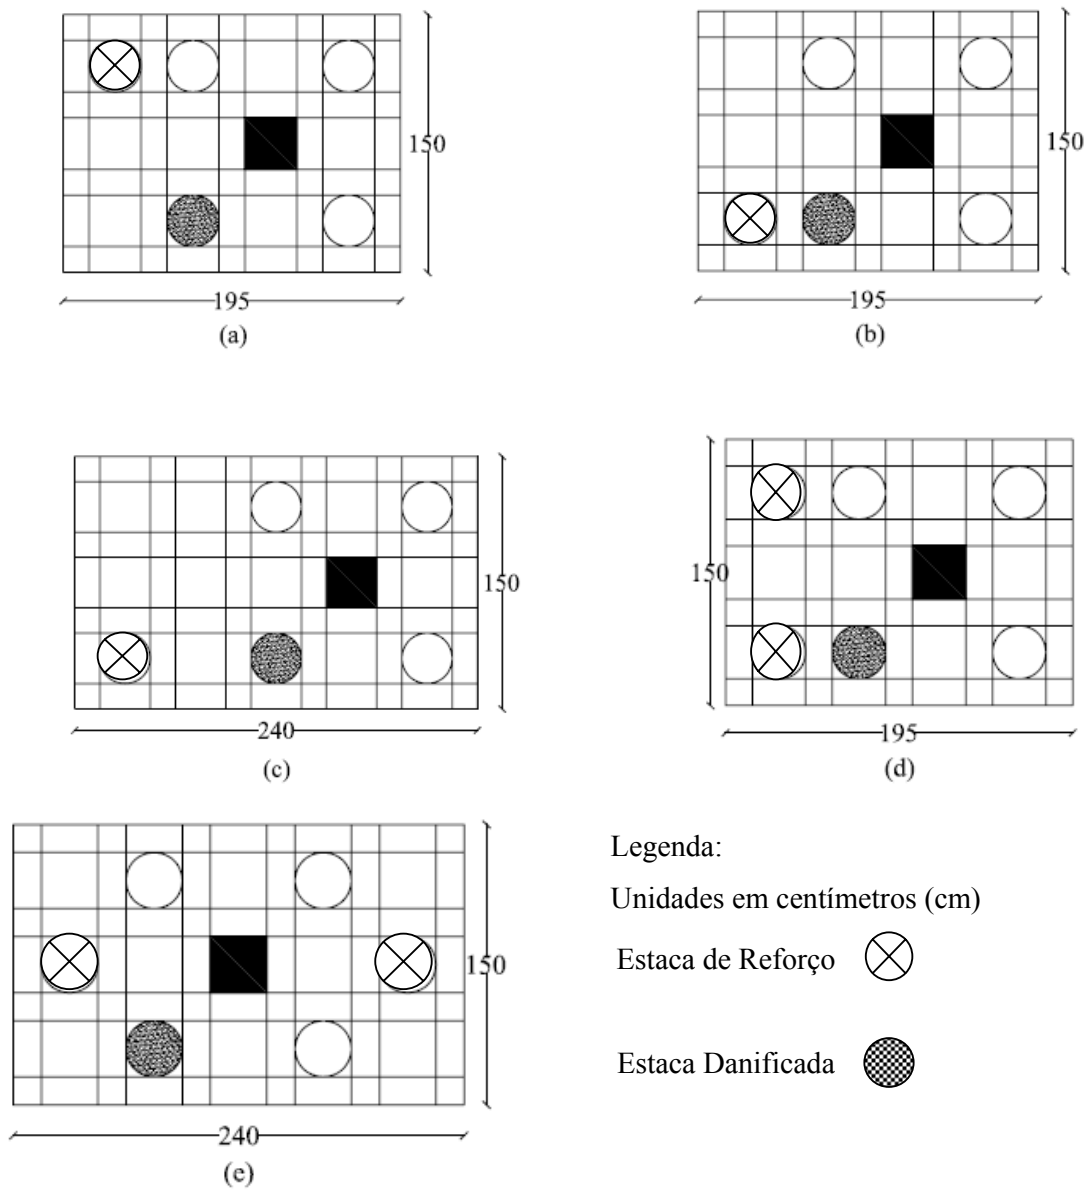 150
195
(a)
150
195
(b)
150
240
(c)
150
195
(d)
150
240
(e)
Legenda:
Unidades em centímetros (cm)
Estaca de Reforço
Estaca Danificada